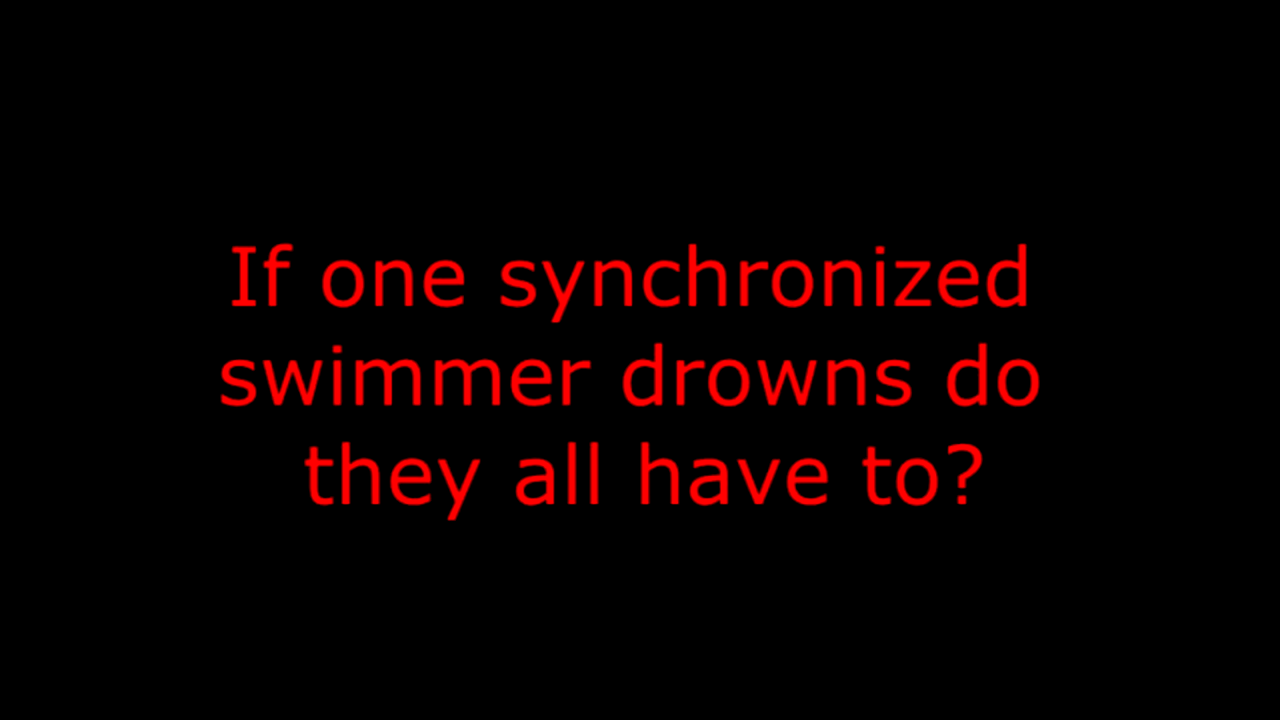 If one synchronized
swimmer drowns do
they all have to?